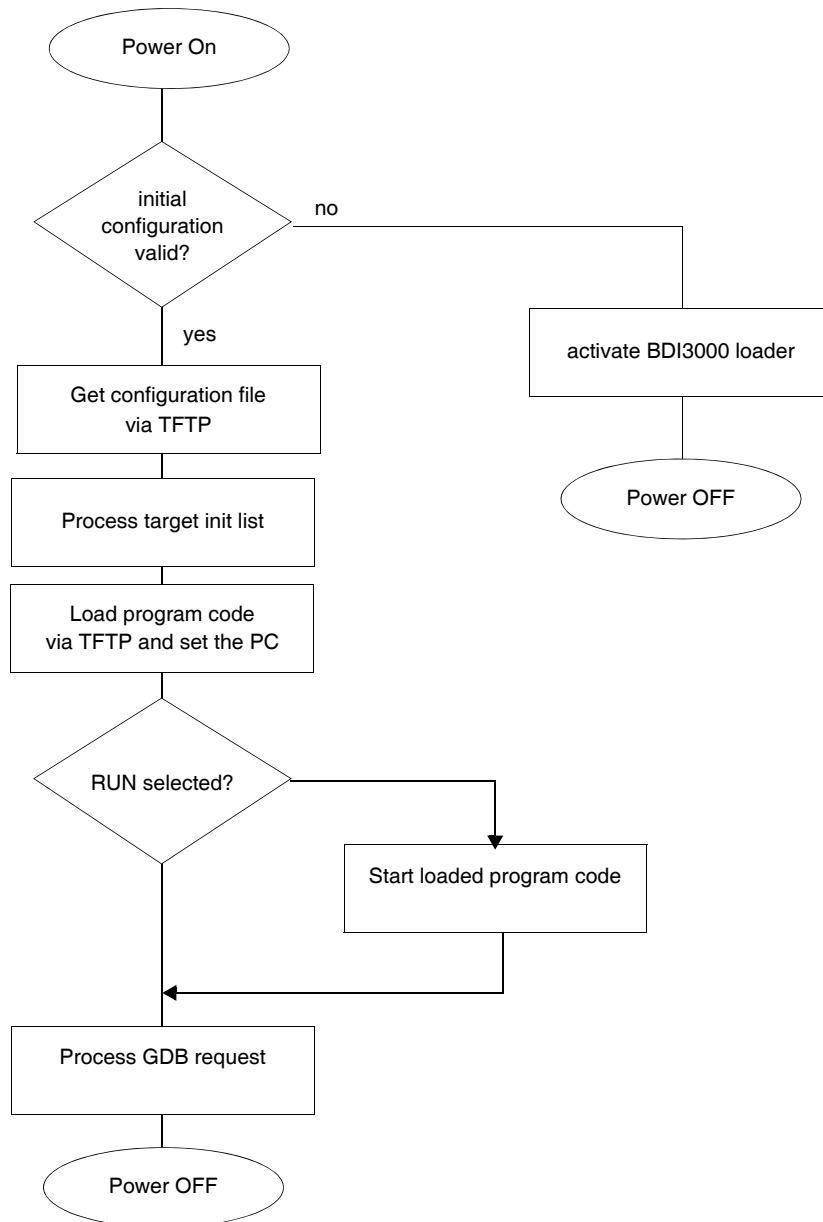 Power On
initial
configuration
valid?
no
yes
activate BDI3000 loader
Get configuration file
via TFTP
Power OFF
Process target init list
Load program code
via TFTP and set the PC
RUN selected?
Start loaded program code
Process GDB request
Power OFF